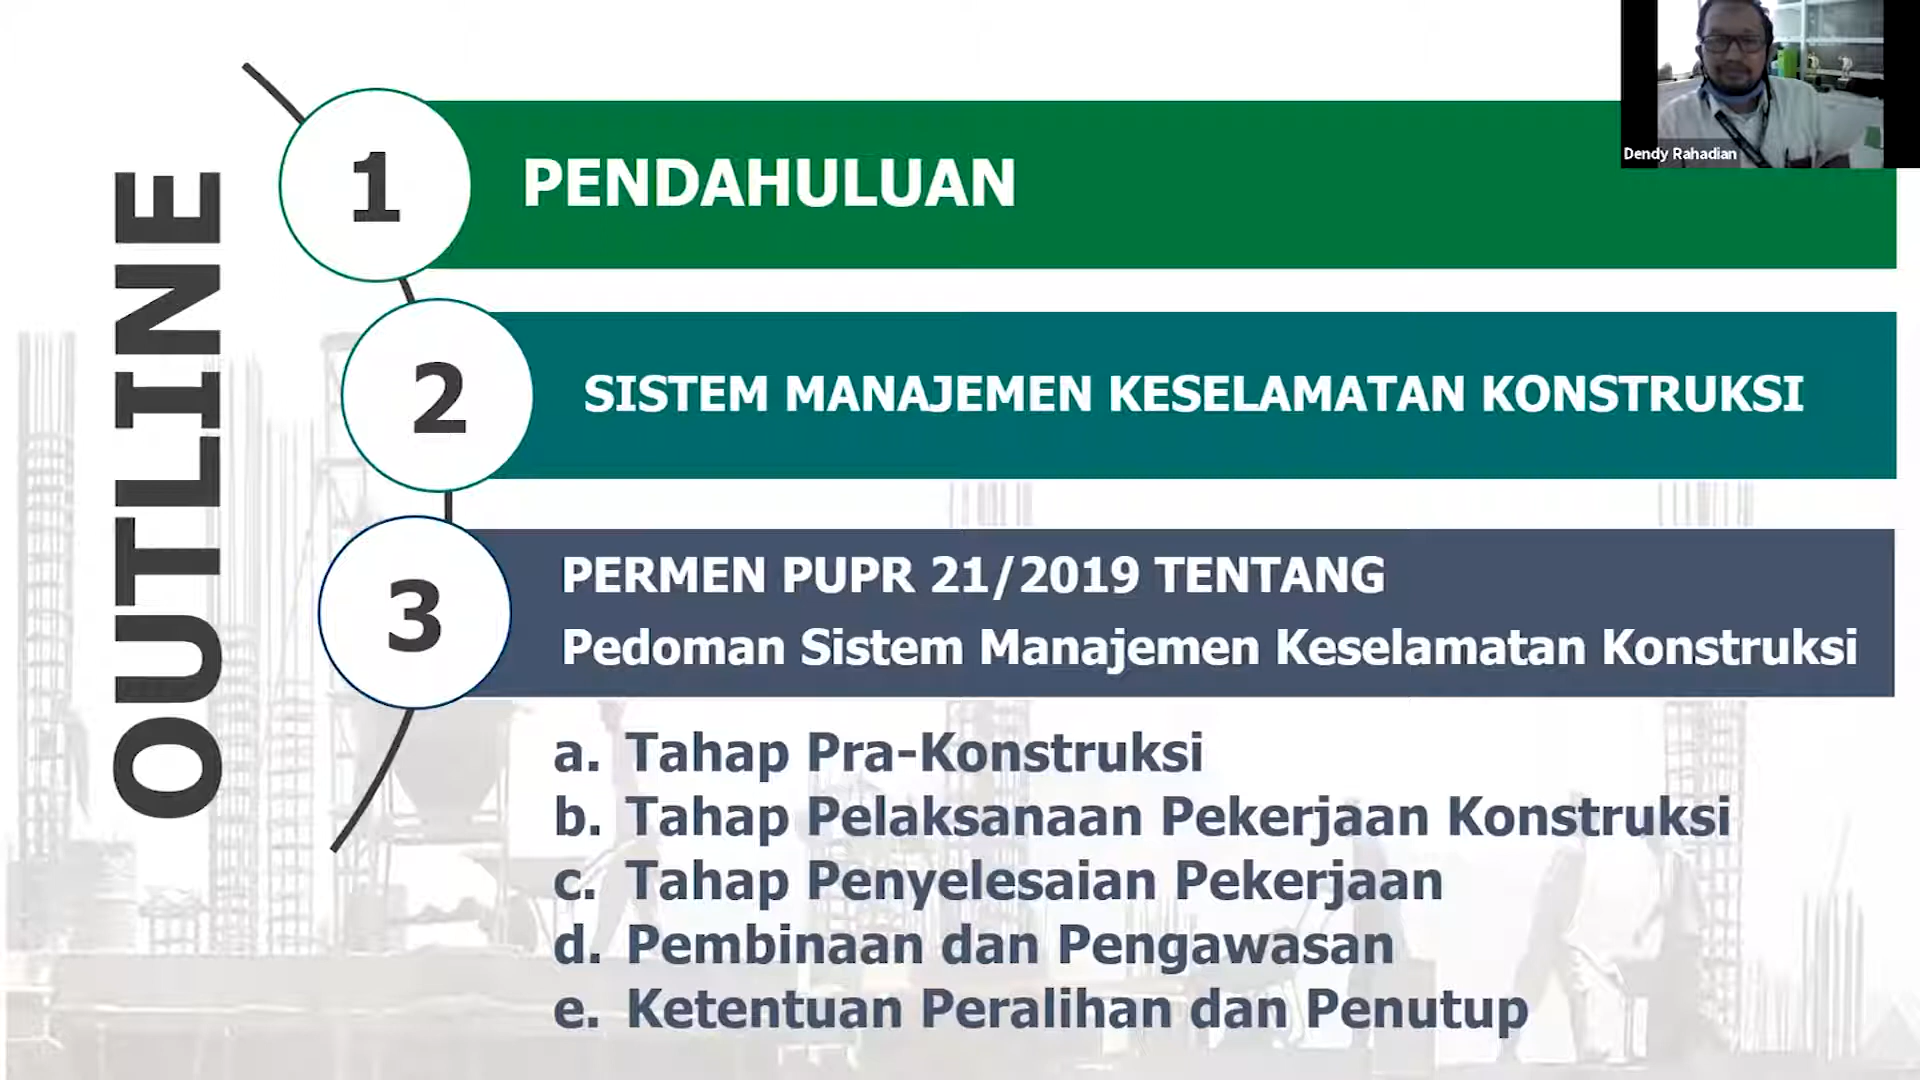 OUTLINE
1
PENDAHULUAN
Dendy Rahadian
2
SISTEM MANAJEMEN KESELAMATAN KONSTRUKSI
3
PERMEN PUPR 21/2019 TENTANG
Pedoman Sistem Manajemen Keselamatan Konstruksi
a. Tahap Pra-Konstruksi
b. Tahap Pelaksanaan Pekerjaan Konstruksi
c. Tahap Penyelesaian Pekerjaan
d. Pembinaan dan Pengawasan
e. Ketentuan Peralihan dan Penutup